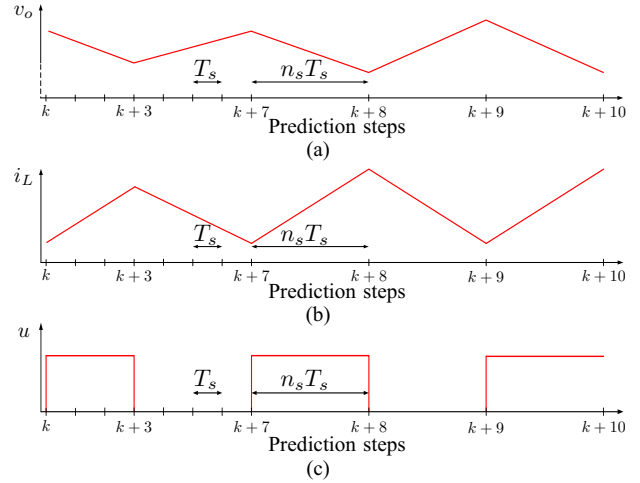 v_o
T_s n_sT_s
k k + 3 k + 7 k + 8 k + 9 k + 10
Prediction steps
(a)
i_L
T_s n_sT_s
k k + 3 k + 7 k + 8 k + 9 k + 10
Prediction steps
(b)
u
T_s n_sT_s
k k + 3 k + 7 k + 8 k + 9 k + 10
Prediction steps
(c)